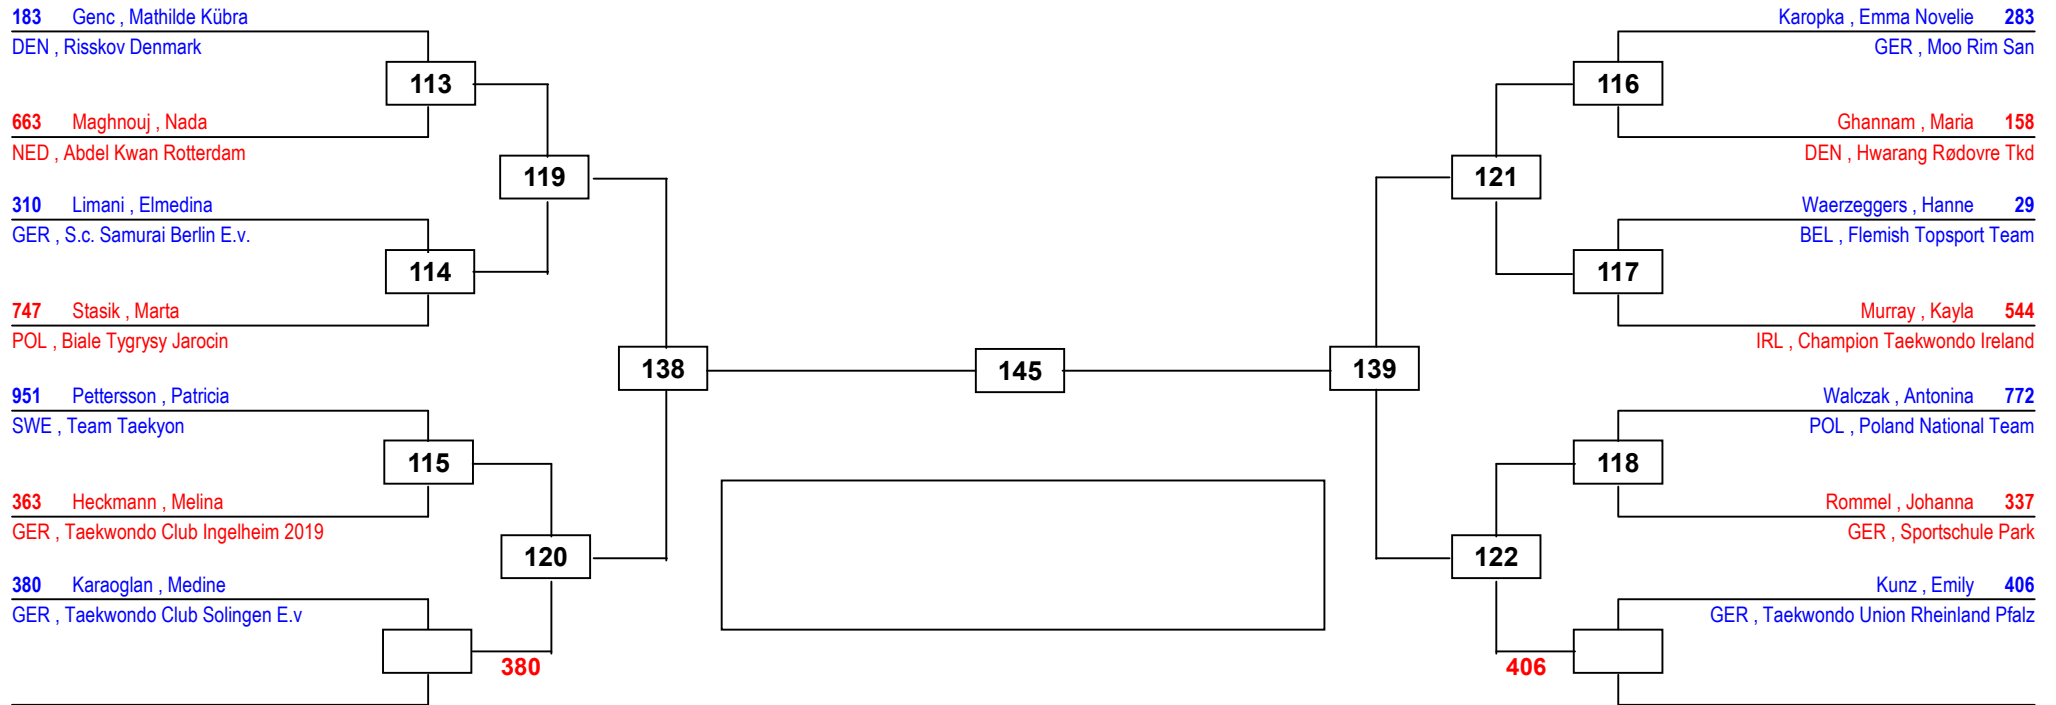 183 Genc , Mathilde Kübra
DEN , Risskov Denmark
113
663 Maghnouj , Nada
NED , Abdel Kwan Rotterdam
119
310 Limani , Elmedina
GER , S.c. Samurai Berlin E.v.
114
747 Stasik , Marta
POL , Biale Tygrysy Jarocin
138
951 Pettersson , Patricia
SWE , Team Taekyon
115
363 Heckmann , Melina
GER , Taekwondo Club Ingelheim 2019
120
380 Karaoglan , Medine
GER , Taekwondo Club Solingen E.v
380
145
Karopka , Emma Novelie 283
GER , Moo Rim San
116
Ghannam , Maria 158
DEN , Hwarang Rødovre Tkd
121
Waerzeggers , Hanne 29
BEL , Flemish Topsport Team
117
Murray , Kayla 544
IRL , Champion Taekwondo Ireland
139
Walczak , Antonina 772
POL , Poland National Team
118
Rommel , Johanna 337
GER , Sportschule Park
122
Kunz , Emily 406
GER , Taekwondo Union Rheinland Pfalz
406